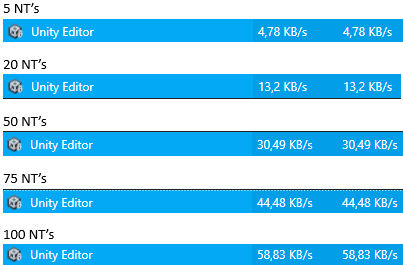 5 NT's
Unity Editor 4,78 KB/s 4,78 KB/s
20 NT's
Unity Editor 13,2 KB/s 13,2 KB/s
50 NT's
Unity Editor 30,49 KB/s 30,49 KB/s
75 NT's
Unity Editor 44,48 KB/s 44,48 KB/s
100 NT's
Unity Editor 58,83 KB/s 58,83 KB/s